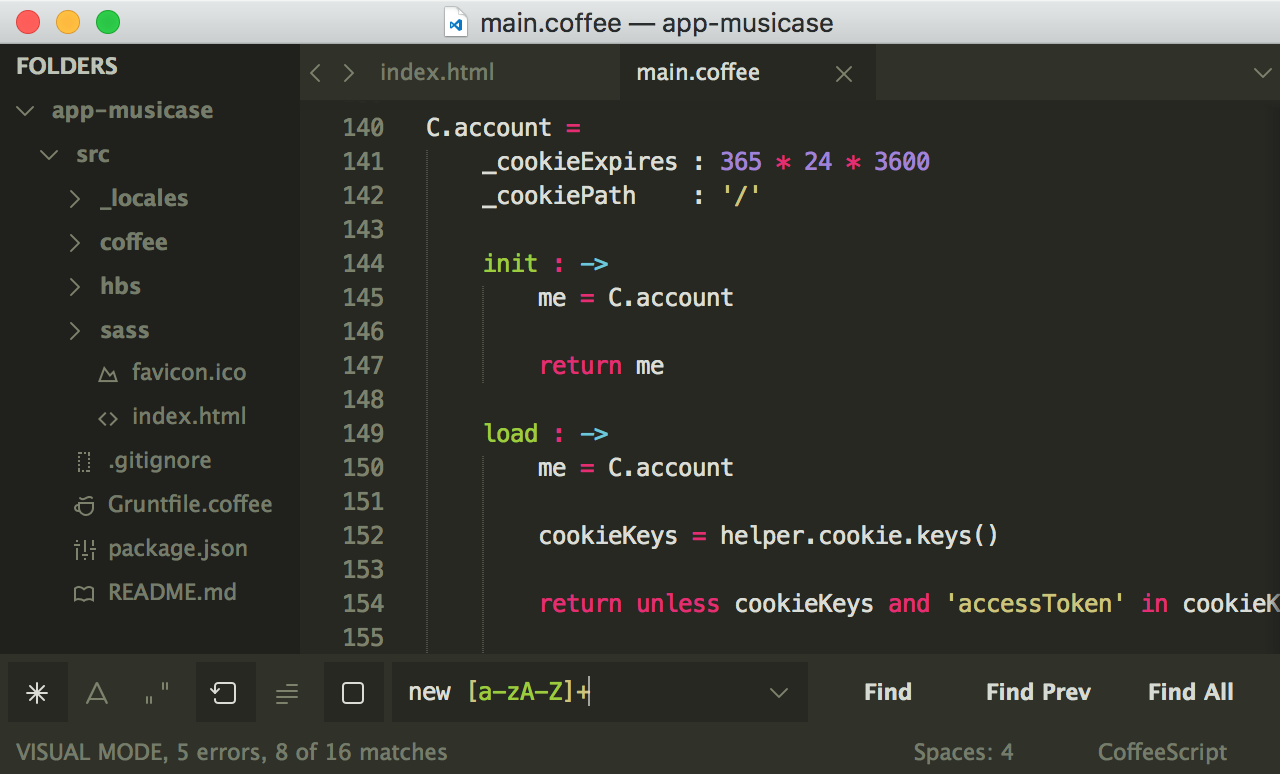 main.coffee — app-musicase
FOLDERS
app-musicase
src
_locales
coffee
hbs
sass
favicon.ico
index.html
.gitignore
Gruntfile.coffee
package.json
README.md
index.html
main.coffee
140 C.account =
141     _cookieExpires : 365 * 24 * 3600
142     _cookiePath    : '/'
143
144     init : ->
145         me = C.account
146
147         return me
148
149     load : ->
150         me = C.account
151
152         cookieKeys = helper.cookie.keys()
153
154         return unless cookieKeys and 'accessToken' in cookieK
155
new [a-zA-Z]+
Find
Find Prev
Find All
VISUAL MODE, 5 errors, 8 of 16 matches
Spaces: 4
CoffeeScript